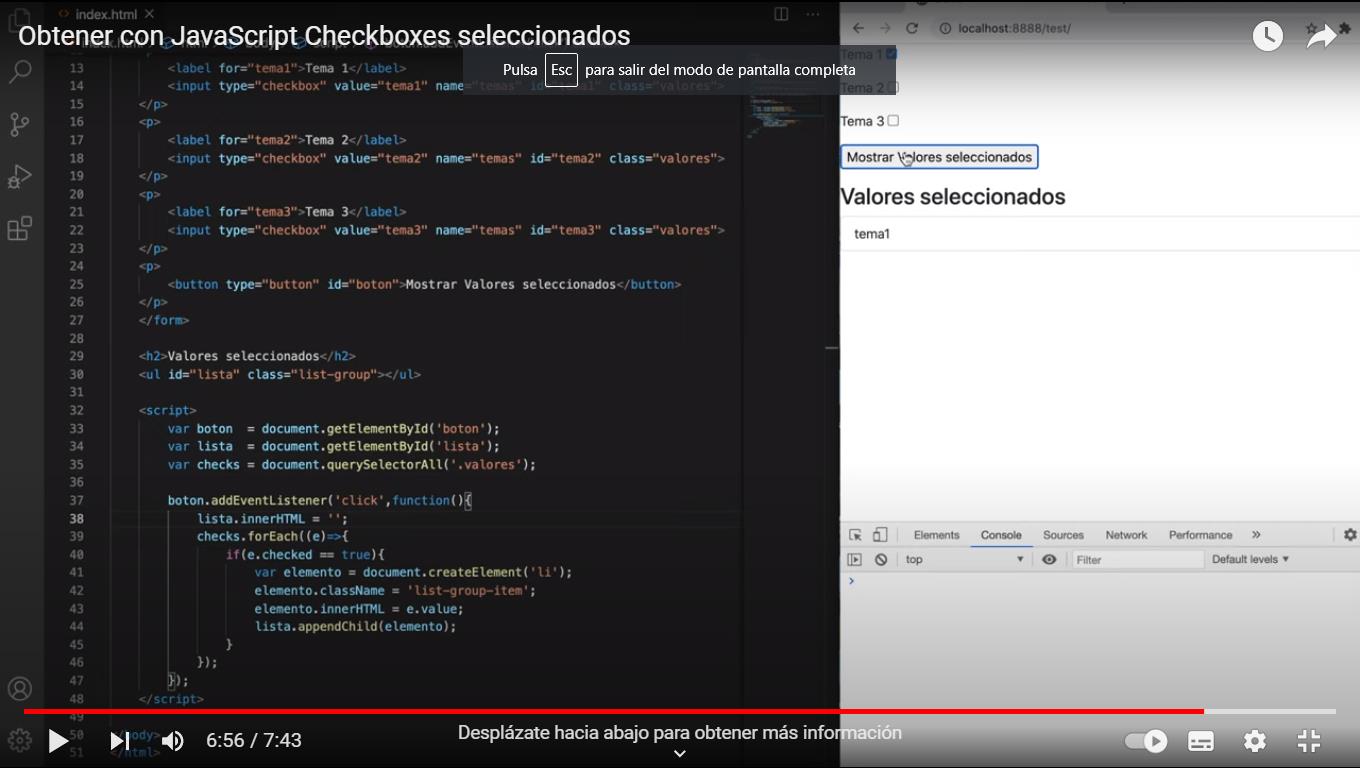 index.html
Obtener con JavaScript Checkboxes seleccionados
Pulsa Esc para salir del modo de pantalla completa
13 <label for="tema1">Tema 1</label>
14 <input type="checkbox" value="tema1" name="temas" id="tema1" class="valores">
15 </p>
16 <p>
17 <label for="tema2">Tema 2</label>
18 <input type="checkbox" value="tema2" name="temas" id="tema2" class="valores">
19 </p>
20 <p>
21 <label for="tema3">Tema 3</label>
22 <input type="checkbox" value="tema3" name="temas" id="tema3" class="valores">
23 </p>
24 <p>
25 <button type="button" id="boton">Mostrar Valores seleccionados</button>
26 </p>
27 </form>
28
29 <h2>Valores seleccionados</h2>
30 <ul id="lista" class="list-group"></ul>
31
32 <script>
33 var boton = document.getElementById('boton');
34 var lista = document.getElementById('lista');
35 var checks = document.querySelectorAll('.valores');
36
37 boton.addEventListener('click',function(){
38 lista.innerHTML = '';
39 checks.forEach((e)=>{
40 if(e.checked == true){
41 var elemento = document.createElement('li');
42 elemento.className = 'list-group-item';
43 elemento.innerHTML = e.value;
44 lista.appendChild(elemento);
45 }
46 });
47 });
48 </script>
49
50 </body>
51 </html>
localhost:8888/test/
Tema 1
Tema 2
Tema 3
Mostrar Valores seleccionados
Valores seleccionados
tema1
Elements Console Sources Network Performance »
top Filter Default levels
6:56 / 7:43
Desplázate hacia abajo para obtener más información